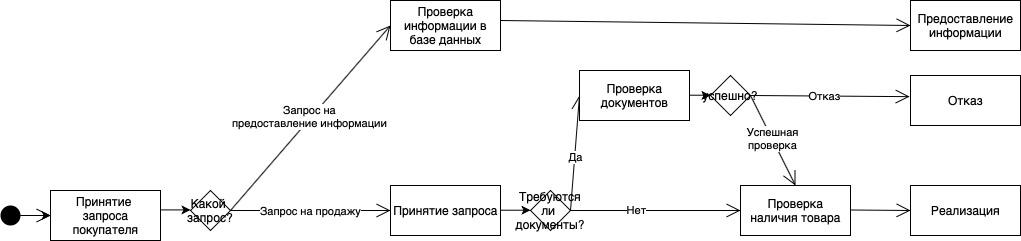 Проверка
информации в
базе данных
Предоставление
информации
Запрос на
предоставление информации
Проверка
документов
успешно?
Отказ
Отказ
Успешная
проверка
Да
Принятие
запроса
покупателя
Какой
запрос?
Запрос на продажу
Принятие запроса
Требуются
ли
документы?
Нет
Проверка
наличия товара
Реализация